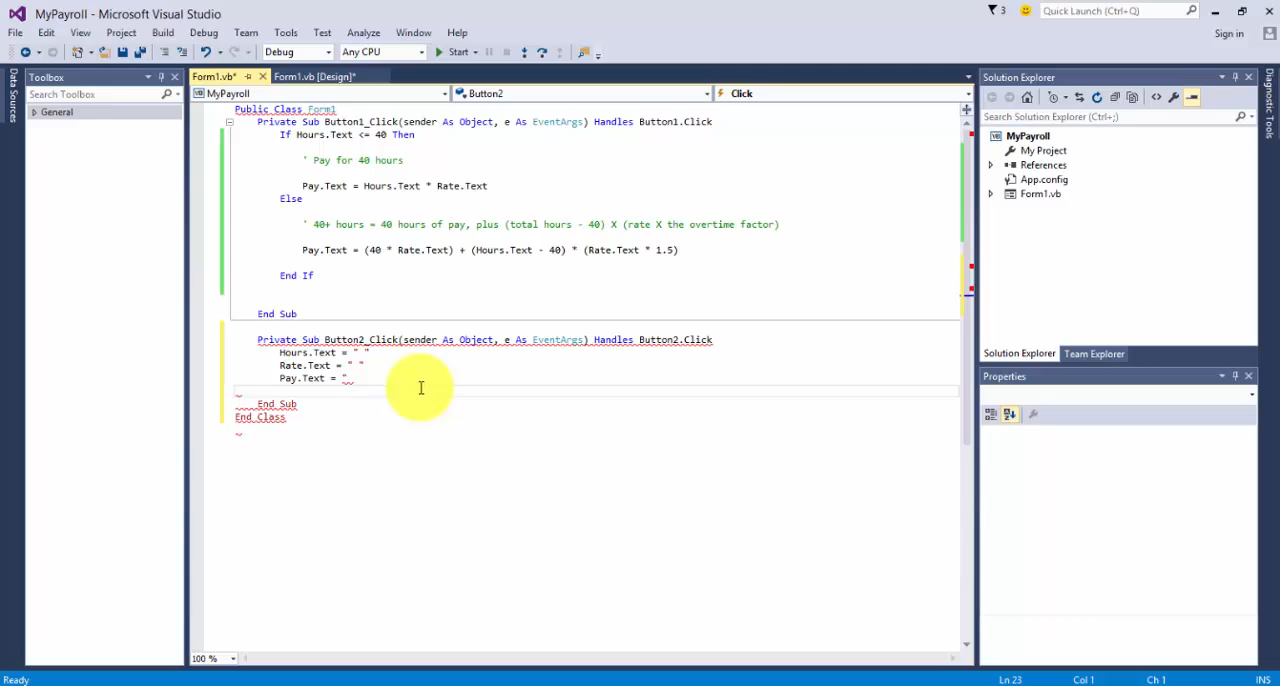 MyPayroll - Microsoft Visual Studio
3
Quick Launch (Ctrl+Q)
File Edit View Project Build Debug Team Tools Test Analyze Window Help
Sign in
Debug Any CPU Start
Data Sources
Toolbox
Search Toolbox
General
Form1.vb* Form1.vb [Design]*
MyPayroll Button2 Click
Public Class Form1
Private Sub Button1_Click(sender As Object, e As EventArgs) Handles Button1.Click
If Hours.Text <= 40 Then
' Pay for 40 hours
Pay.Text = Hours.Text * Rate.Text
Else
' 40+ hours = 40 hours of pay, plus (total hours - 40) X (rate X the overtime factor)
Pay.Text = (40 * Rate.Text) + (Hours.Text - 40) * (Rate.Text * 1.5)
End If
End Sub
Private Sub Button2_Click(sender As Object, e As EventArgs) Handles Button2.Click
Hours.Text = " "
Rate.Text = " "
Pay.Text = "
End Sub
End Class
100 %
Solution Explorer
Search Solution Explorer (Ctrl+;)
MyPayroll
My Project
References
App.config
Form1.vb
Solution Explorer Team Explorer
Properties
Diagnostic Tools
Ready Ln 23 Col 1 Ch 1 INS